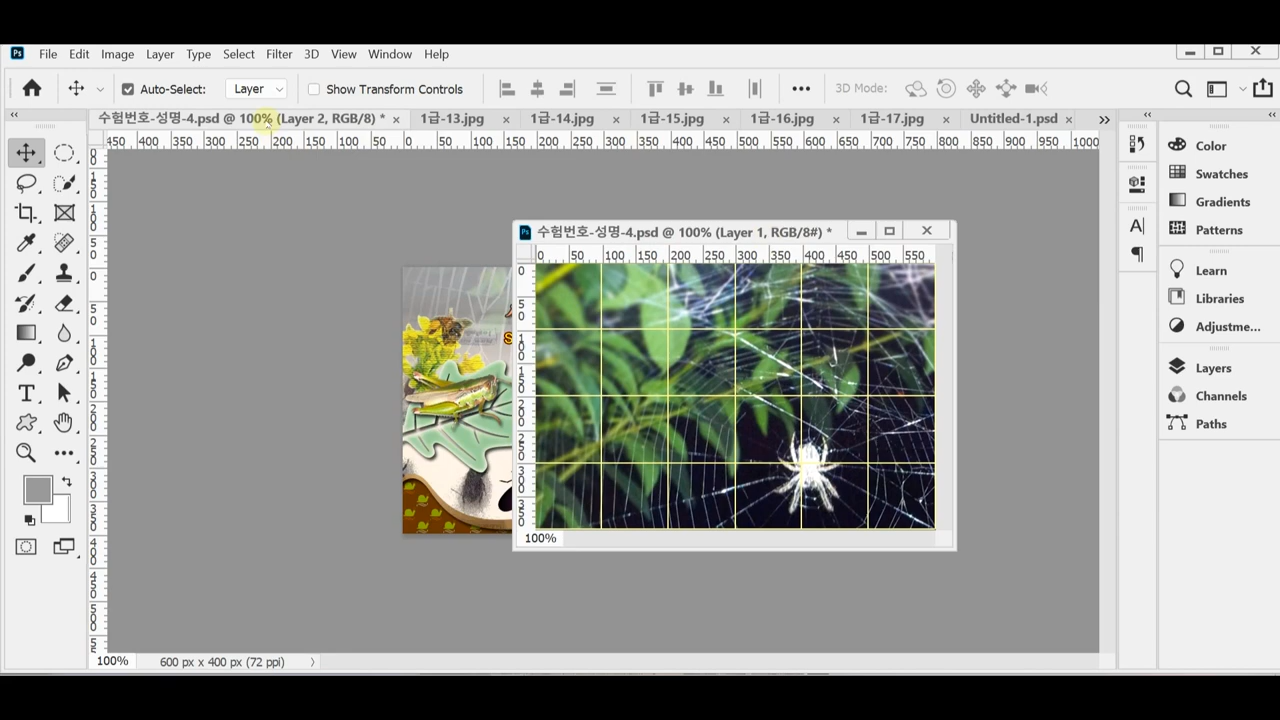 Ps File Edit Image Layer Type Select Filter 3D View Window Help
Auto-Select: Layer Show Transform Controls 3D Mode:
수험번호-성명-4.psd @ 100% (Layer 2, RGB/8) * 1급-13.jpg 1급-14.jpg 1급-15.jpg 1급-16.jpg 1급-17.jpg Untitled-1.psd
450 400 350 300 250 200 150 100 50 0 50 100 150 200 250 300 350 400 450 500 550 600 650 700 750 800 850 900 950 1000
Color
Swatches
Gradients
Patterns
Learn
Libraries
Adjustme...
Layers
Channels
Paths
Ps 수험번호-성명-4.psd @ 100% (Layer 1, RGB/8#) *
0 50 100 150 200 250 300 350 400 450 500 550
100%
100% 600 px x 400 px (72 ppi)